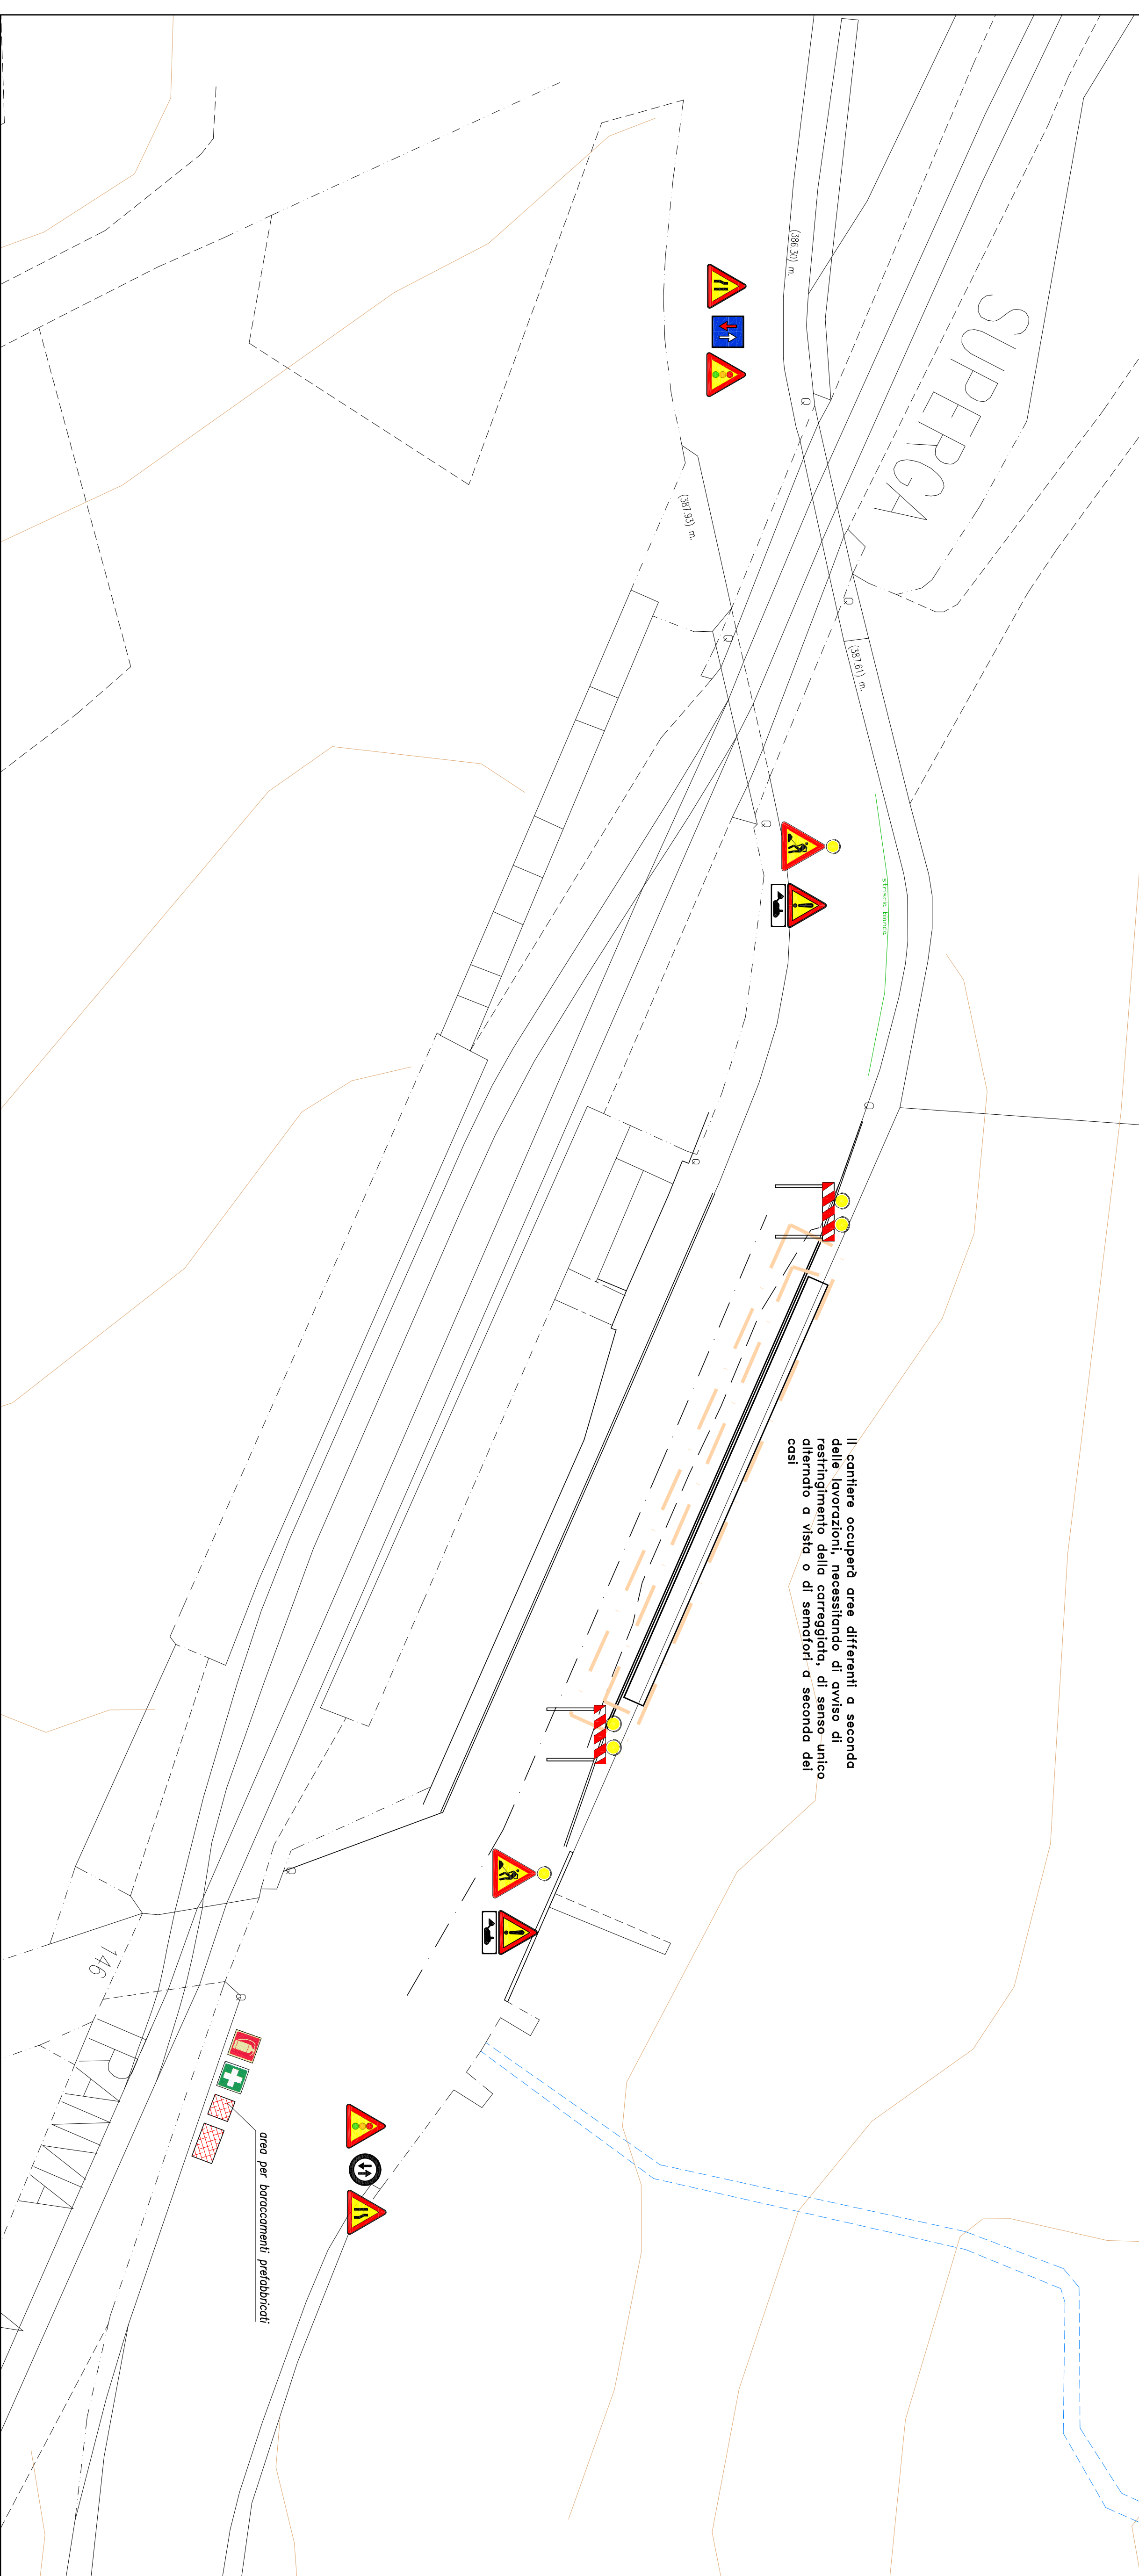 (386.30) m.
SUPERGA
(387.93) m.
(387.61) m.
striscia bianca
Il cantiere occuperà aree differenti a seconda
delle lavorazioni, necessitando di avviso di
restringimento della carreggiata, di senso unico
alternato a vista o di semafori a seconda dei
casi
146
TRANVIA
area per baraccamenti prefabbricati